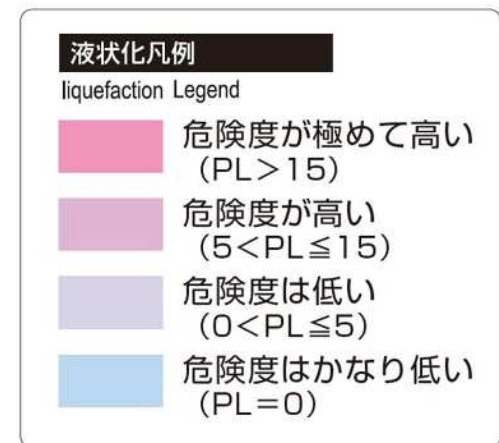 液状化凡例
liquefaction Legend
危険度が極めて高い
（PL＞15）
危険度が高い
（5＜PL≦15）
危険度は低い
（0＜PL≦5）
危険度はかなり低い
（PL＝0）